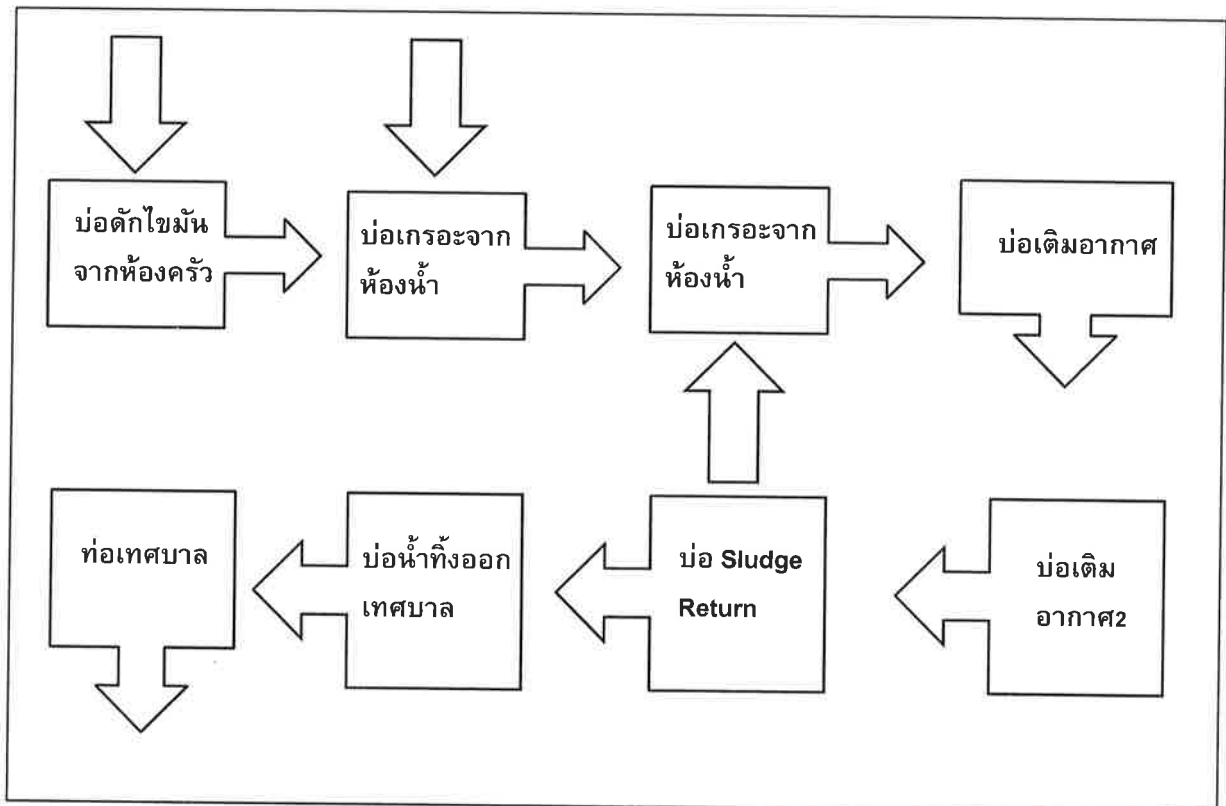 บ่อดักไขมัน
จากห้องครัว
บ่อเกรอะจาก
ห้องน้ำ
บ่อเกรอะจาก
ห้องน้ำ
บ่อเติมอากาศ
ท่อเทศบาล
บ่อน้ำทิ้งออก
เทศบาล
บ่อ Sludge
Return
บ่อเติม
อากาศ2